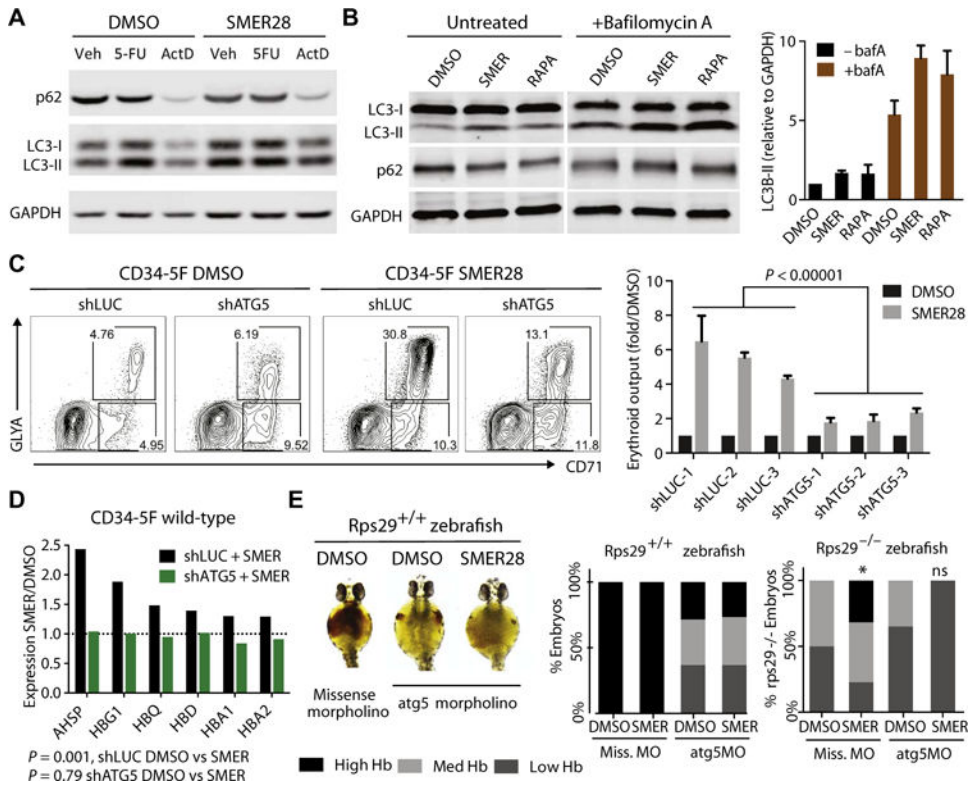 A
DMSO SMER28
Veh 5-FU ActD Veh 5FU ActD
p62
LC3-I
LC3-II
GAPDH
B
Untreated +Bafilomycin A
DMSO SMER RAPA DMSO SMER RAPA
LC3-I
LC3-II
p62
GAPDH
LC3B-II (relative to GAPDH)
10
5
0
– bafA
+bafA
DMSO SMER RAPA DMSO SMER RAPA
C
CD34-5F DMSO CD34-5F SMER28
shLUC shATG5 shLUC shATG5
4.76 6.19 30.8 13.1
4.95 9.52 10.3 11.8
GLYA
CD71
Erythroid output (fold/DMSO)
10
8
6
4
2
0
P < 0.00001
DMSO
SMER28
shLUC-1 shLUC-2 shLUC-3 shATG5-1 shATG5-2 shATG5-3
D
CD34-5F wild-type
Expression SMER/DMSO
2.5
2.0
1.5
1.0
0.5
0.0
shLUC + SMER
shATG5 + SMER
AHSP HBG1 HBQ HBD HBA1 HBA2
P = 0.001, shLUC DMSO vs SMER
P = 0.79 shATG5 DMSO vs SMER
E
Rps29+/+ zebrafish
DMSO DMSO SMER28
Missense morpholino
atg5 morpholino
High Hb Med Hb Low Hb
Rps29+/+ zebrafish
% Embryos
100%
50%
0%
DMSO SMER DMSO SMER
Miss. MO atg5MO
Rps29–/– zebrafish
* ns
% rps29 -/- Embryos
100%
50%
0%
DMSO SMER DMSO SMER
Miss. MO atg5MO